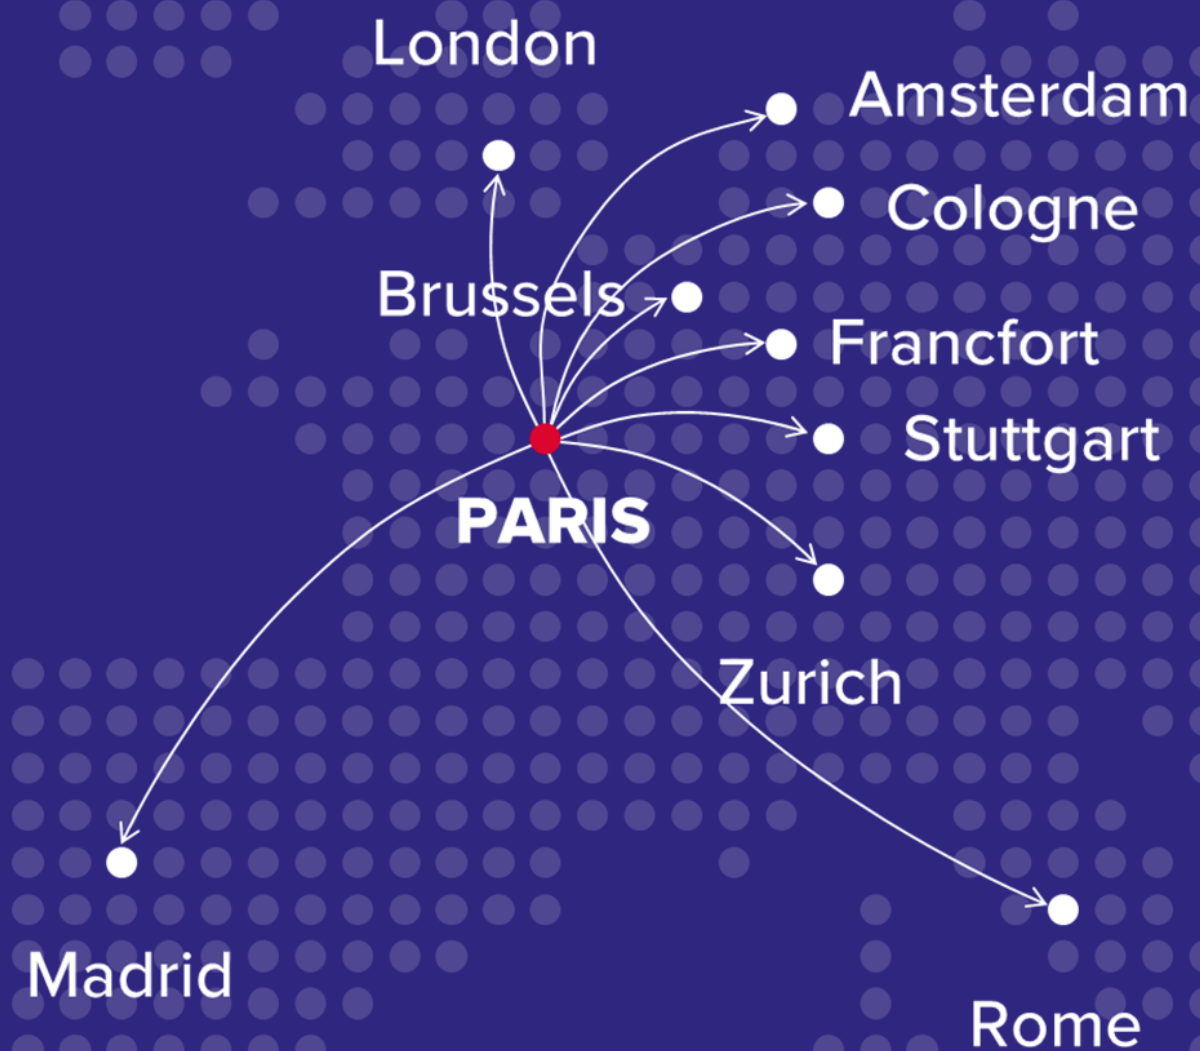 London
Amsterdam
Cologne
Brussels
Francfort
Stuttgart
PARIS
Zurich
Madrid
Rome